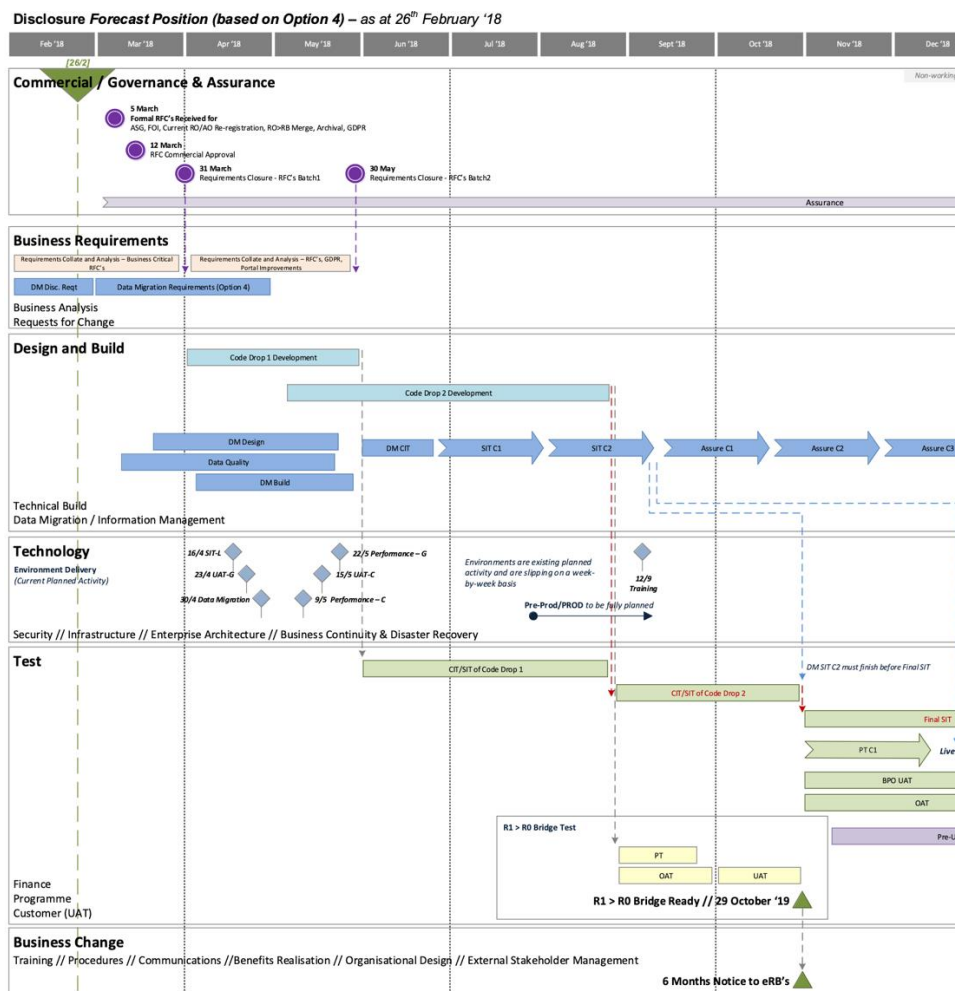 Disclosure Forecast Position (based on Option 4) – as at 26th February '18
Feb '18 Mar '18 Apr '18 May '18 Jun '18 Jul '18 Aug '18 Sept '18 Oct '18 Nov '18 Dec '18
[26/2]
Commercial / Governance & Assurance
Non-working
5 March
Formal RFC's Received for
ASG, FOI, Current RO/AO Re-registration, RO>RB Merge, Archival, GDPR
12 March
RFC Commercial Approval
31 March
Requirements Closure - RFC's Batch1
30 May
Requirements Closure - RFC's Batch2
Assurance
Business Requirements
Requirements Collate and Analysis – Business Critical
RFC's
Requirements Collate and Analysis – RFC's, GDPR,
Portal Improvements
DM Disc. Reqt
Data Migration Requirements (Option 4)
Business Analysis
Requests for Change
Design and Build
Code Drop 1 Development
Code Drop 2 Development
DM Design
Data Quality
DM Build
DM CIT
SIT C1
SIT C2
Assure C1
Assure C2
Assure C3
Technical Build
Data Migration / Information Management
Technology
Environment Delivery
(Current Planned Activity)
16/4 SIT-L
23/4 UAT-G
30/4 Data Migration
22/5 Performance – G
15/5 UAT-C
9/5 Performance – C
Environments are existing planned
activity and are slipping on a week-
by-week basis
12/9
Training
Pre-Prod/PROD to be fully planned
Security // Infrastructure // Enterprise Architecture // Business Continuity & Disaster Recovery
Test
CIT/SIT of Code Drop 1
DM SIT C2 must finish before Final SIT
CIT/SIT of Code Drop 2
Final SIT
PT C1
Live
BPO UAT
OAT
R1 > R0 Bridge Test
Pre-U
PT
OAT
UAT
R1 > R0 Bridge Ready // 29 October '19
Finance
Programme
Customer (UAT)
Business Change
Training // Procedures // Communications //Benefits Realisation // Organisational Design // External Stakeholder Management
6 Months Notice to eRB's